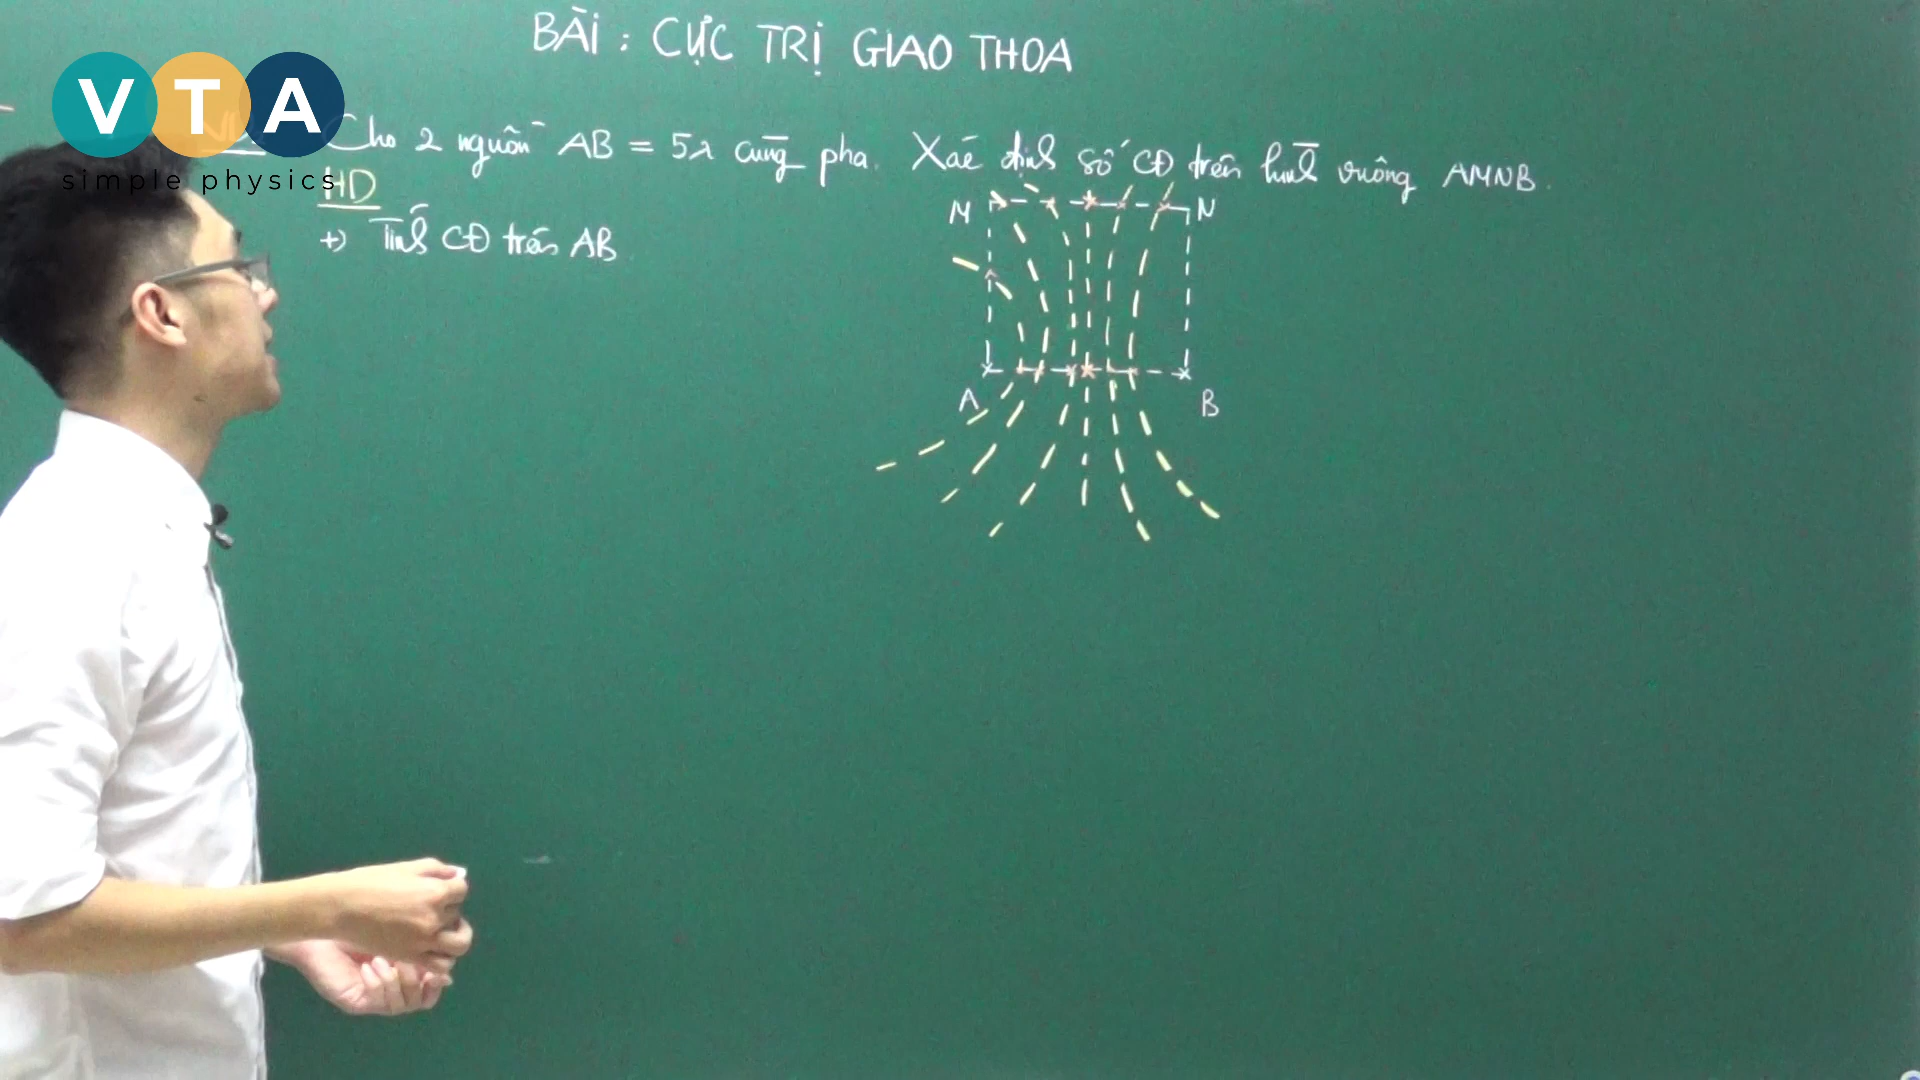 BÀI : CỰC TRỊ GIAO THOA
VTA
simple physics
Cho 2 nguồn AB = 5λ cùng pha. Xác định số CĐ trên hình vuông AMNB.
HD
+) Tính CĐ trên AB
M N
A B